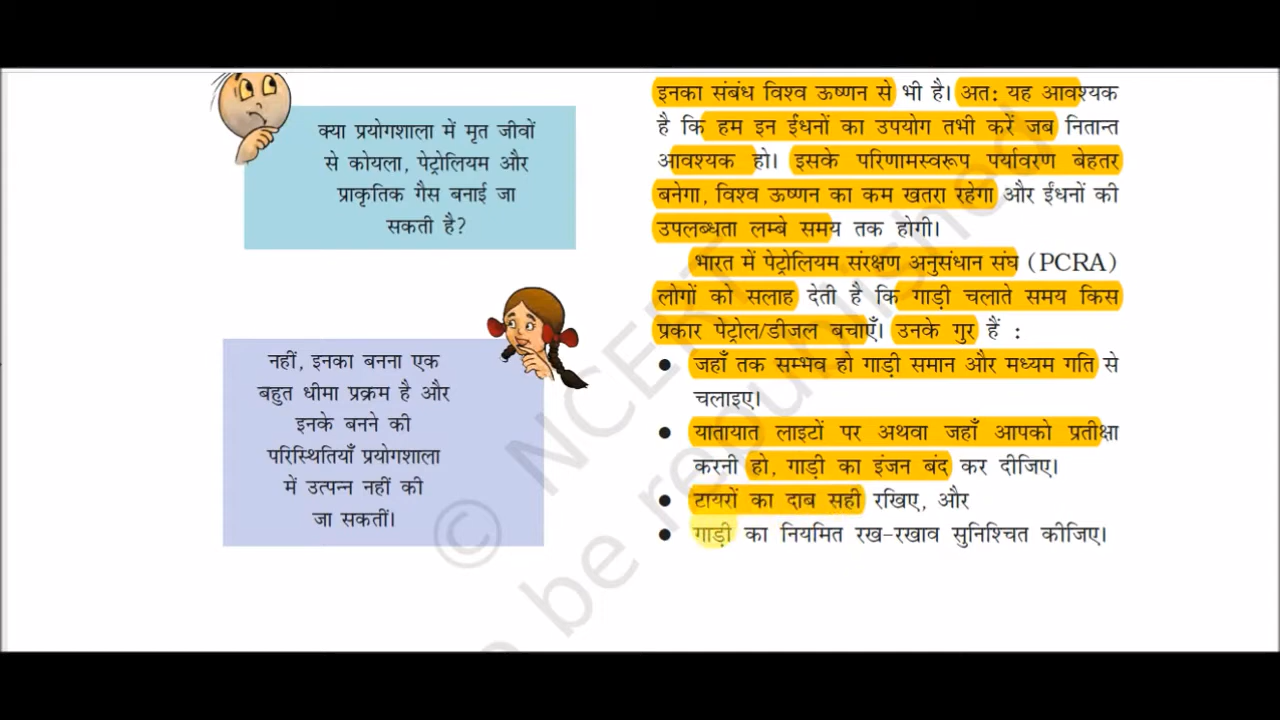 क्या प्रयोगशाला में मृत जीवों
से कोयला, पेट्रोलियम और
प्राकृतिक गैस बनाई जा
सकती है?
नहीं, इनका बनना एक
बहुत धीमा प्रक्रम है और
इनके बनने की
परिस्थितियाँ प्रयोगशाला
में उत्पन्न नहीं की
जा सकतीं।
इनका संबंध विश्व ऊष्णन से भी है। अतः यह आवश्यक
है कि हम इन ईंधनों का उपयोग तभी करें जब नितान्त
आवश्यक हो। इसके परिणामस्वरूप पर्यावरण बेहतर
बनेगा, विश्व ऊष्णन का कम खतरा रहेगा और ईंधनों की
उपलब्धता लम्बे समय तक होगी।
भारत में पेट्रोलियम संरक्षण अनुसंधान संघ (PCRA)
लोगों को सलाह देती है कि गाड़ी चलाते समय किस
प्रकार पेट्रोल/डीजल बचाएँ। उनके गुर हैं :
● जहाँ तक सम्भव हो गाड़ी समान और मध्यम गति से
चलाइए।
● यातायात लाइटों पर अथवा जहाँ आपको प्रतीक्षा
करनी हो, गाड़ी का इंजन बंद कर दीजिए।
● टायरों का दाब सही रखिए, और
● गाड़ी का नियमित रख-रखाव सुनिश्चित कीजिए।
© NCERT
be republished